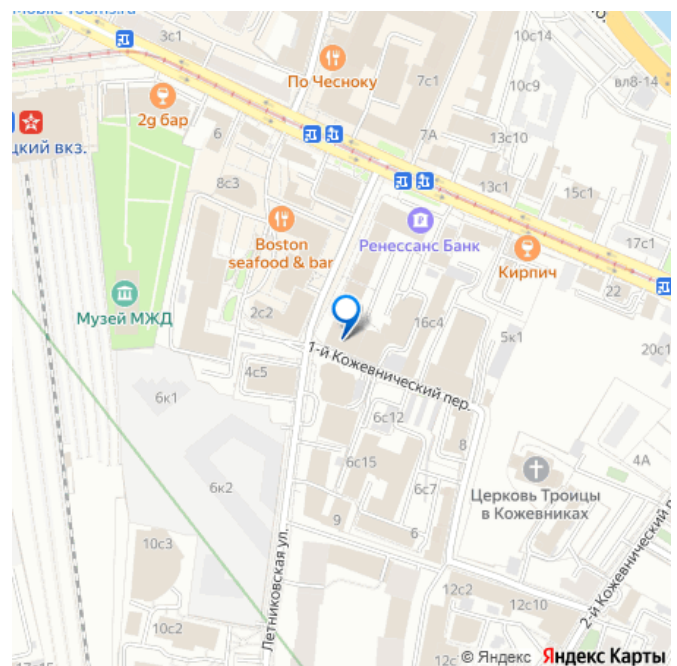 3с1
10с14
По Чесноку
7с1
10с9
вл8-14
2g бар
6
7А
13с10
цкий вкз.
8с3
13с1
15с1
Boston
seafood & bar
Ренессанс Банк
17с1
Кирпич
22
Музей МЖД
2с2
16с4
5к1
20с1
1-й Кожевнический пер.
4с5
6к1
6с12
8
6с15
4А
6к2
6с7
Церковь Троицы
в Кожевниках
9
6
10с3
Летниковская ул.
12с2
12с10
2-й Кожевнический п
10с2
17с15
© Яндекс Яндекс Карты